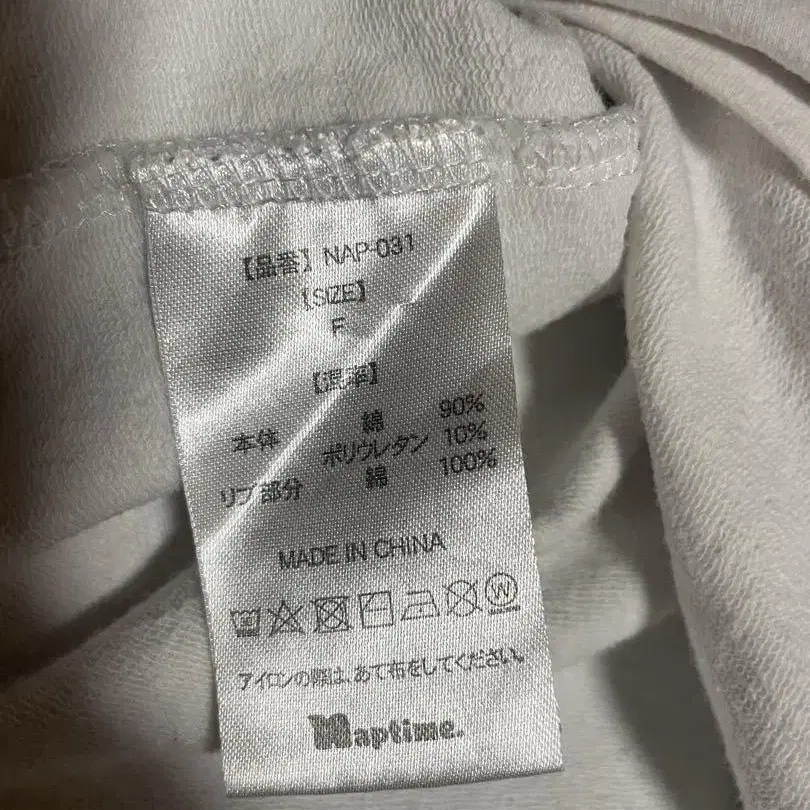 【品番】 NAP-031
【SIZE】
F
【混率】
本体 綿 90%
ポリウレタン 10%
リブ部分 綿 100%
MADE IN CHINA
W
アイロンの際は、あて布をしてください。
Naptime.